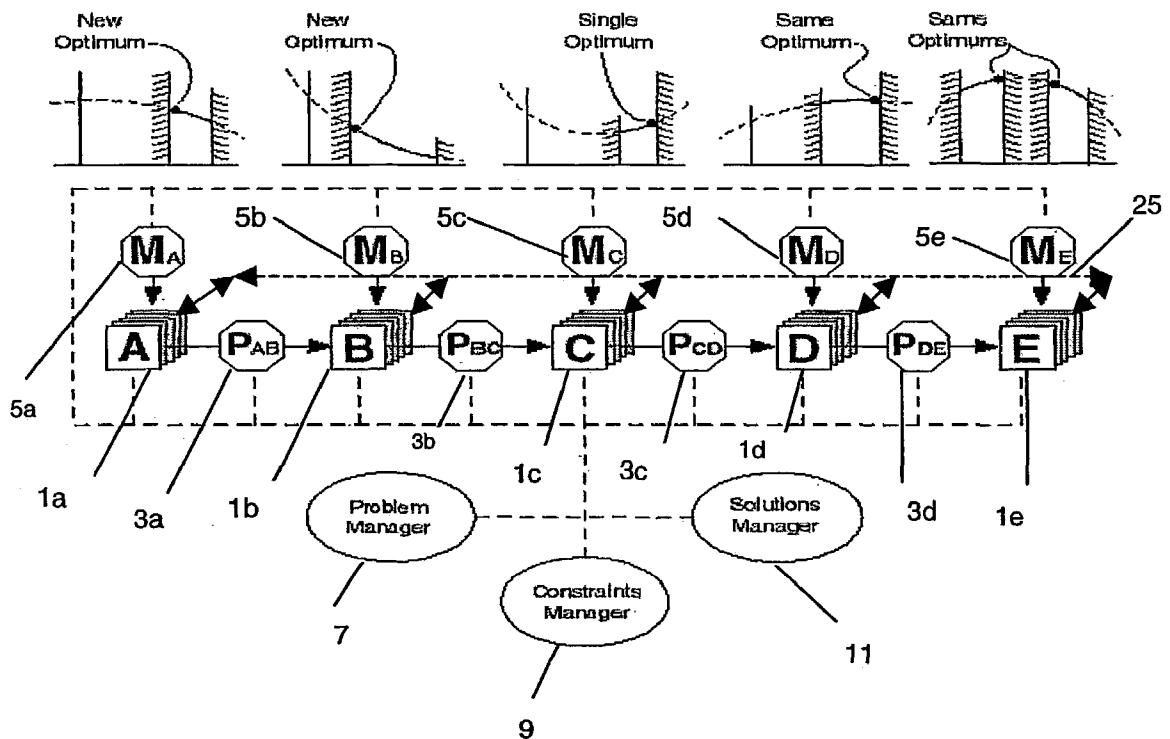 New
Optimum
New
Optimum
Single
Optimum
Same
Optimum
Same
Optimums
5a
5b
5c
5d
5e
25
MA
MB
MC
MD
ME
A
PAB
B
PBC
C
PCD
D
PDE
E
1a
3a
1b
3b
1c
3c
1d
3d
1e
Problem
Manager
Solutions
Manager
Constraints
Manager
7
9
11